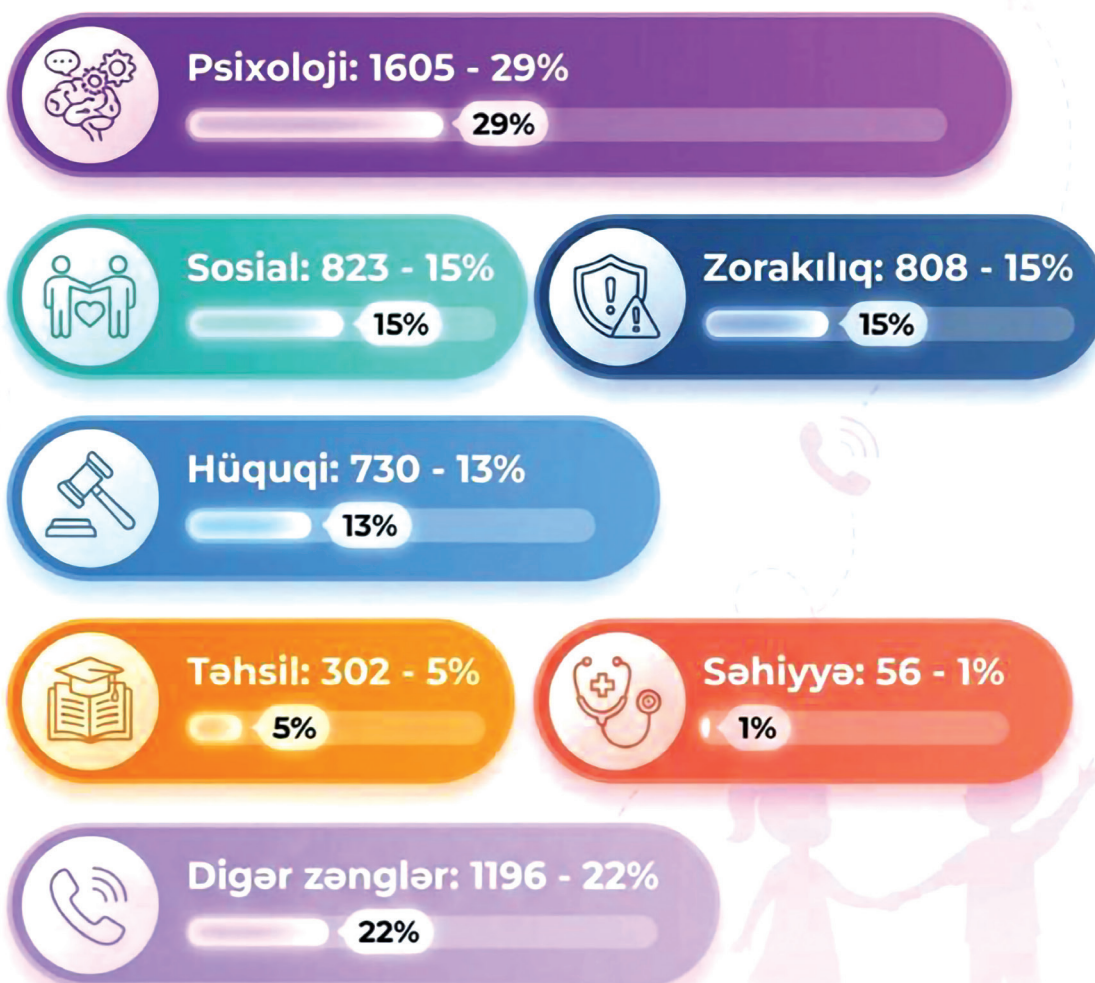 Psixoloji: 1605 - 29%
29%
Sosial: 823 - 15%
15%
Zorakılıq: 808 - 15%
15%
Hüquqi: 730 - 13%
13%
Təhsil: 302 - 5%
5%
Səhiyyə: 56 - 1%
1%
Digər zənglər: 1196 - 22%
22%